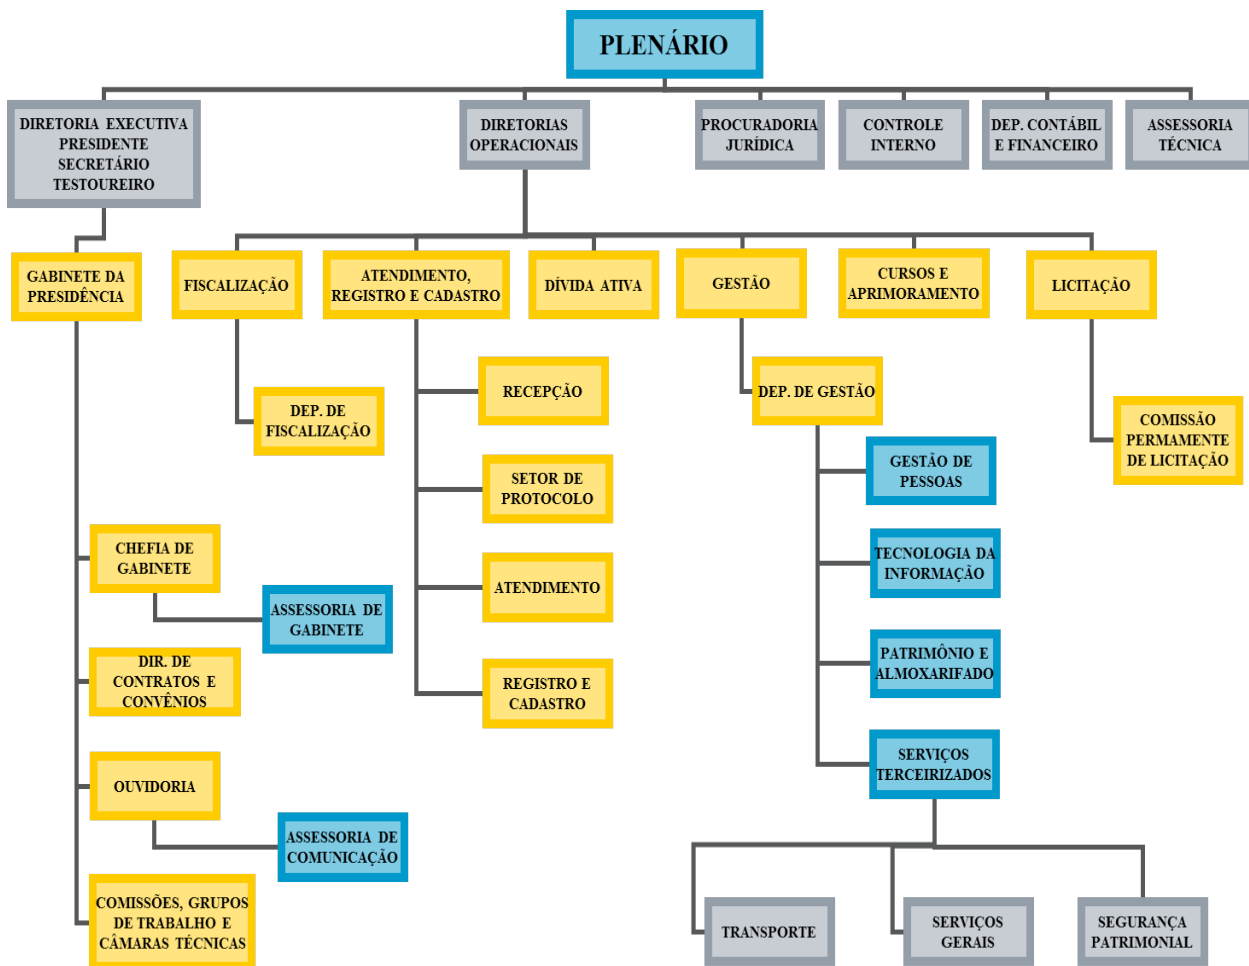 PLENÁRIO
DIRETORIA EXECUTIVA
PRESIDENTE
SECRETÁRIO
TESTOUREIRO
DIRETORIAS
OPERACIONAIS
PROCURADORIA
JURÍDICA
CONTROLE
INTERNO
DEP. CONTÁBIL
E FINANCEIRO
ASSESSORIA
TÉCNICA
GABINETE DA
PRESIDÊNCIA
FISCALIZAÇÃO
ATENDIMENTO,
REGISTRO E CADASTRO
DÍVIDA ATIVA
GESTÃO
CURSOS E
APRIMORAMENTO
LICITAÇÃO
RECEPÇÃO
DEP. DE GESTÃO
DEP. DE
FISCALIZAÇÃO
COMISSÃO
PERMAMENTE
DE LICITAÇÃO
GESTÃO DE
PESSOAS
SETOR DE
PROTOCOLO
CHEFIA DE
GABINETE
TECNOLOGIA DA
INFORMAÇÃO
ATENDIMENTO
ASSESSORIA DE
GABINETE
DIR. DE
CONTRATOS E
CONVÊNIOS
PATRIMÔNIO E
ALMOXARIFADO
REGISTRO E
CADASTRO
OUVIDORIA
SERVIÇOS
TERCEIRIZADOS
ASSESSORIA DE
COMUNICAÇÃO
COMISSÕES, GRUPOS
DE TRABALHO E
CÂMARAS TÉCNICAS
TRANSPORTE
SERVIÇOS
GERAIS
SEGURANÇA
PATRIMONIAL